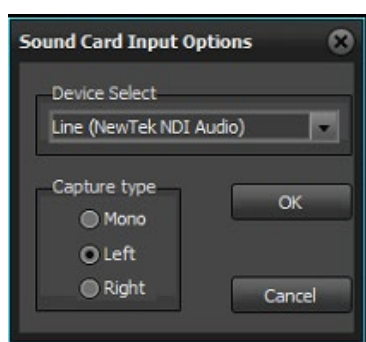 Sound Card Input Options
Device Select
Line (NewTek NDI Audio)
Capture type
Mono
Left
Right
OK
Cancel